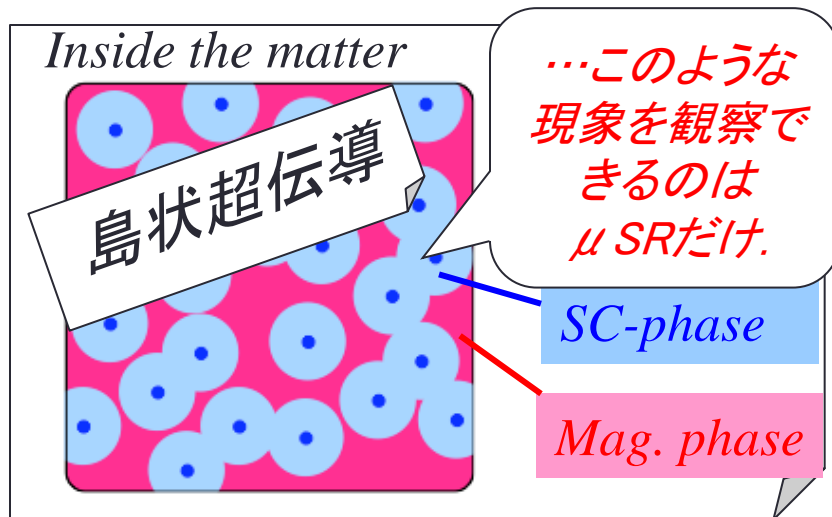 Inside the matter
…このような
現象を観察で
きるのは
μSRだけ.
島状超伝導
SC-phase
Mag. phase